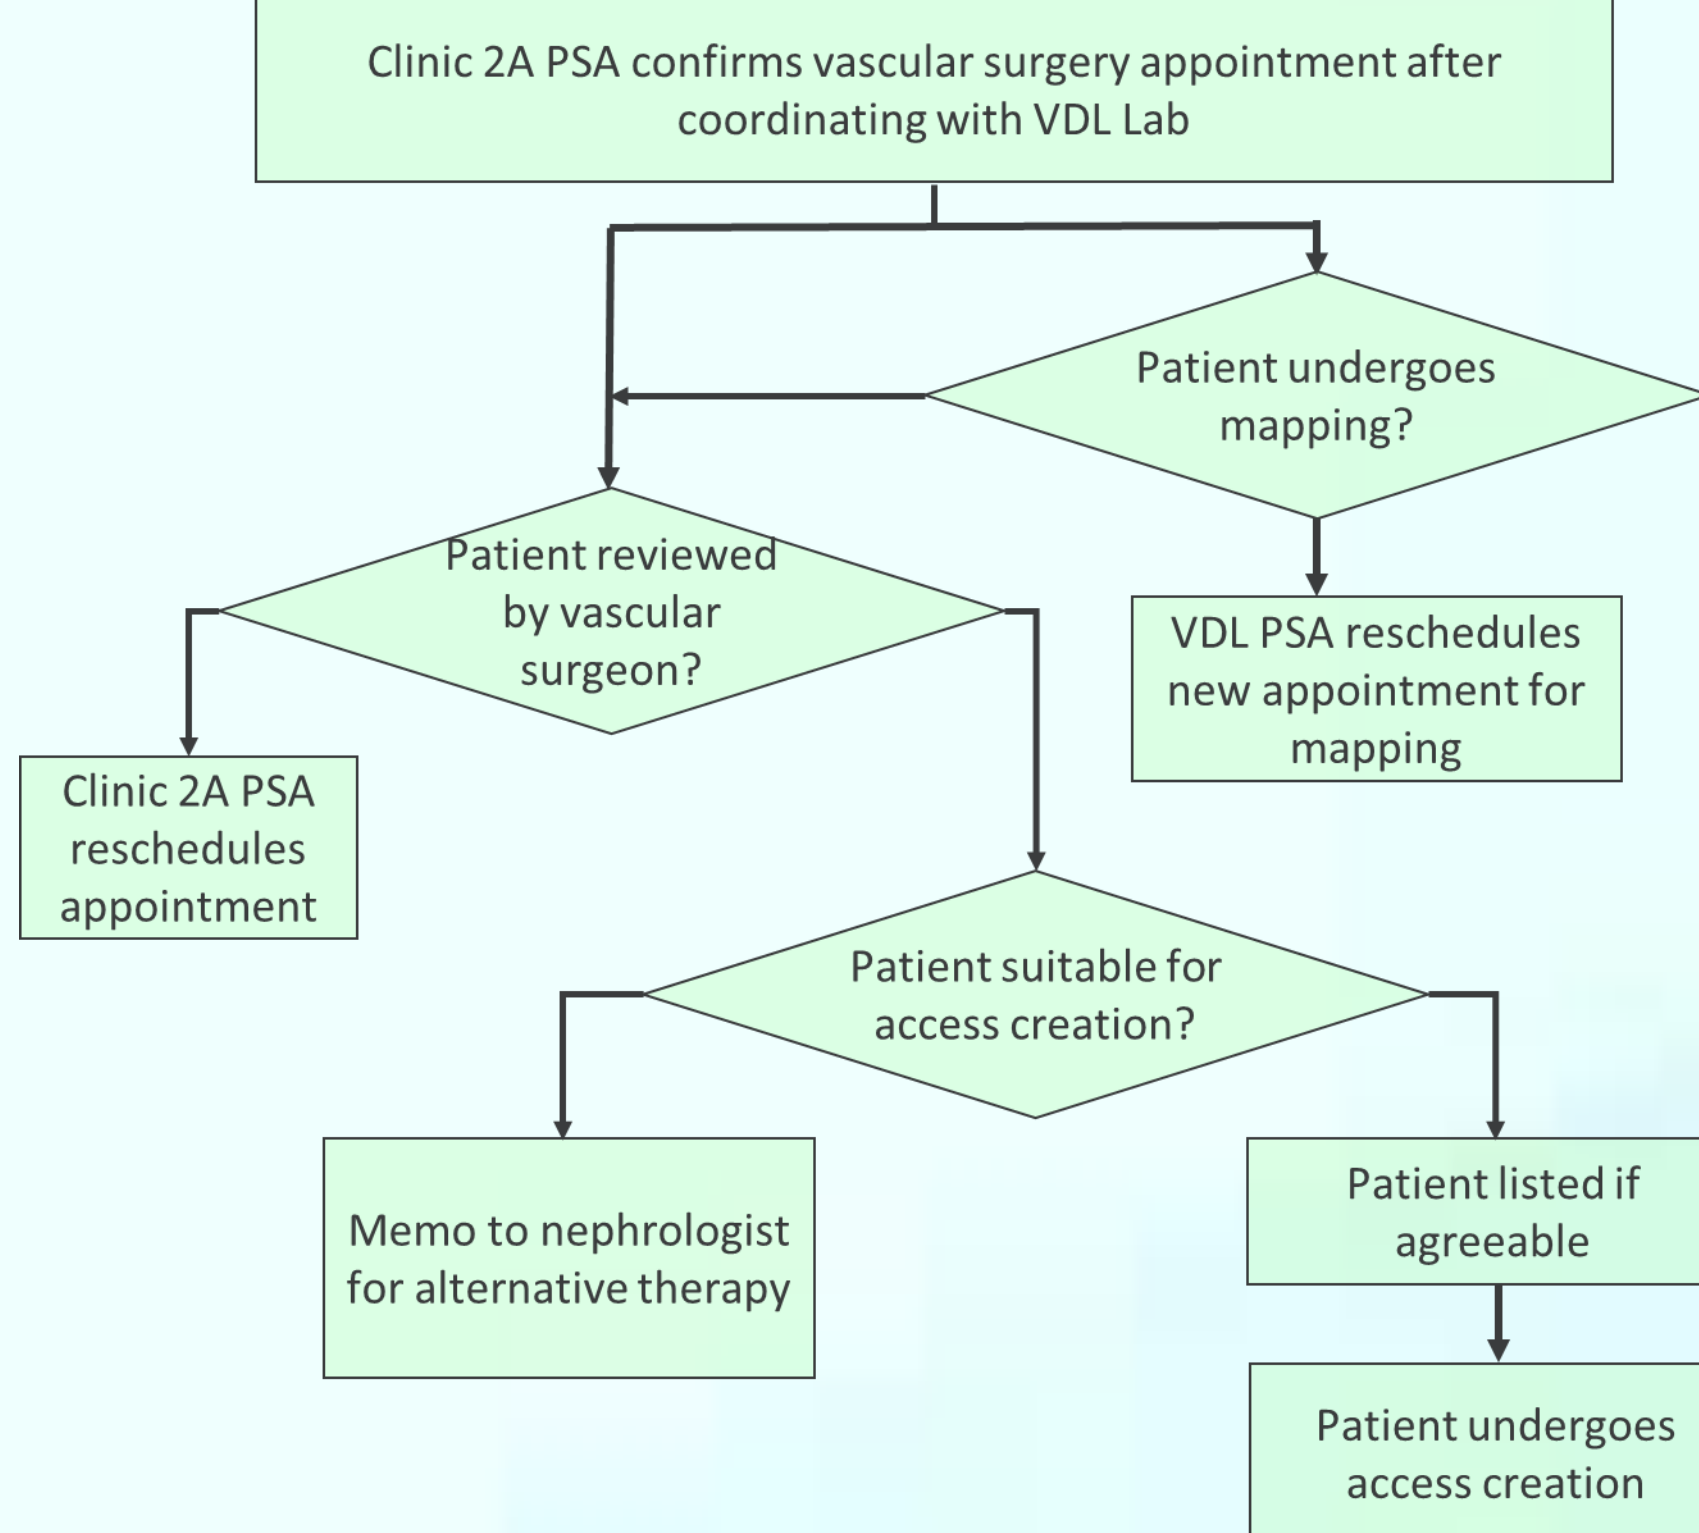 Clinic 2A PSA confirms vascular surgery appointment after
coordinating with VDL Lab
Patient undergoes
mapping?
Patient reviewed
by vascular
surgeon?
VDL PSA reschedules
new appointment for
mapping
Clinic 2A PSA
reschedules
appointment
Patient suitable for
access creation?
Memo to nephrologist
for alternative therapy
Patient listed if
agreeable
Patient undergoes
access creation